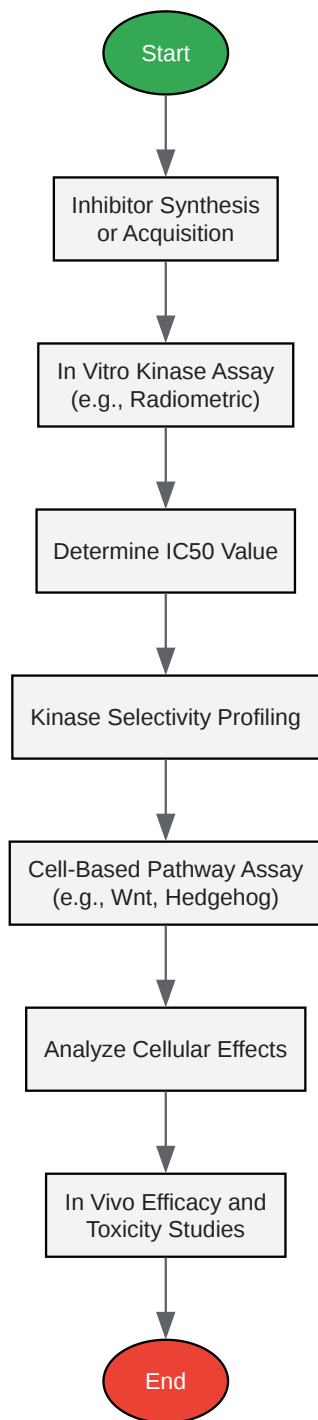 Start
Inhibitor Synthesis
or Acquisition
In Vitro Kinase Assay
(e.g., Radiometric)
Determine IC50 Value
Kinase Selectivity Profiling
Cell-Based Pathway Assay
(e.g., Wnt, Hedgehog)
Analyze Cellular Effects
In Vivo Efficacy and
Toxicity Studies
End